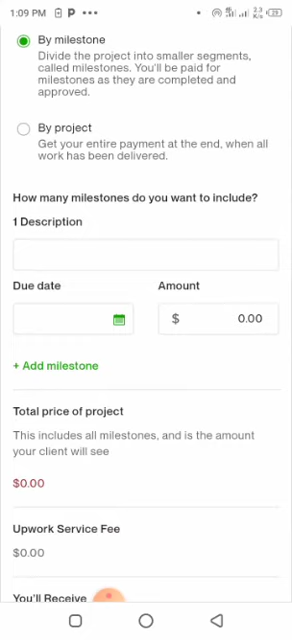 1:09 PM P
2.3
K/s 29
By milestone
Divide the project into smaller segments,
called milestones. You'll be paid for
milestones as they are completed and
approved.
By project
Get your entire payment at the end, when all
work has been delivered.
How many milestones do you want to include?
1 Description
Due date Amount
$ 0.00
+ Add milestone
Total price of project
This includes all milestones, and is the amount
your client will see
$0.00
Upwork Service Fee
$0.00
You'll Receive